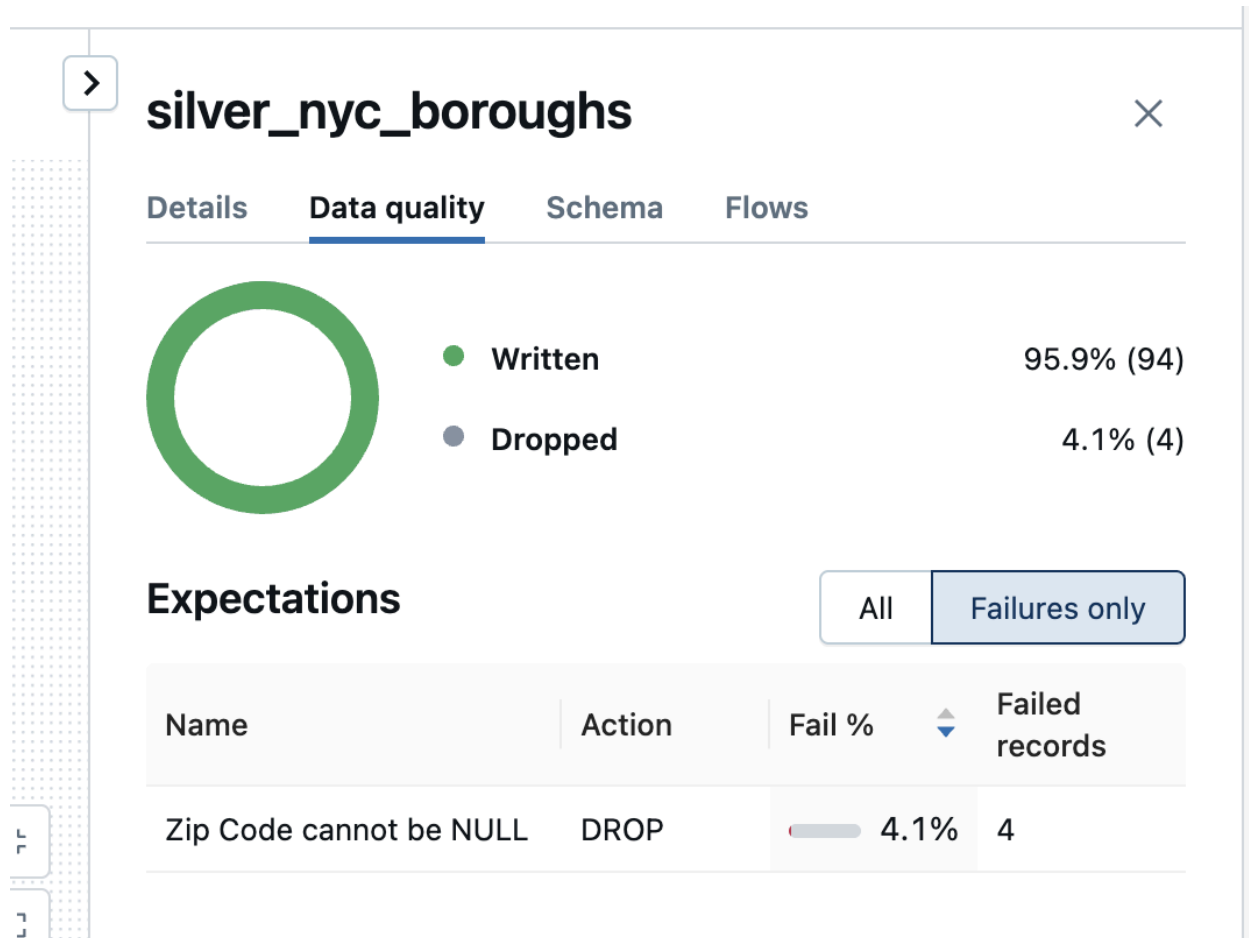 silver_nyc_boroughs
Details Data quality Schema Flows
Written 95.9% (94)
Dropped 4.1% (4)
Expectations All Failures only
Name Action Fail % Failed records
Zip Code cannot be NULL DROP 4.1% 4